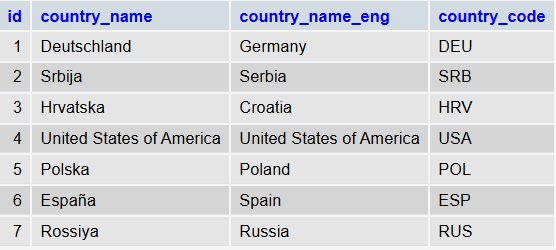 id country_name country_name_eng country_code
1 Deutschland Germany DEU
2 Srbija Serbia SRB
3 Hrvatska Croatia HRV
4 United States of America United States of America USA
5 Polska Poland POL
6 España Spain ESP
7 Rossiya Russia RUS